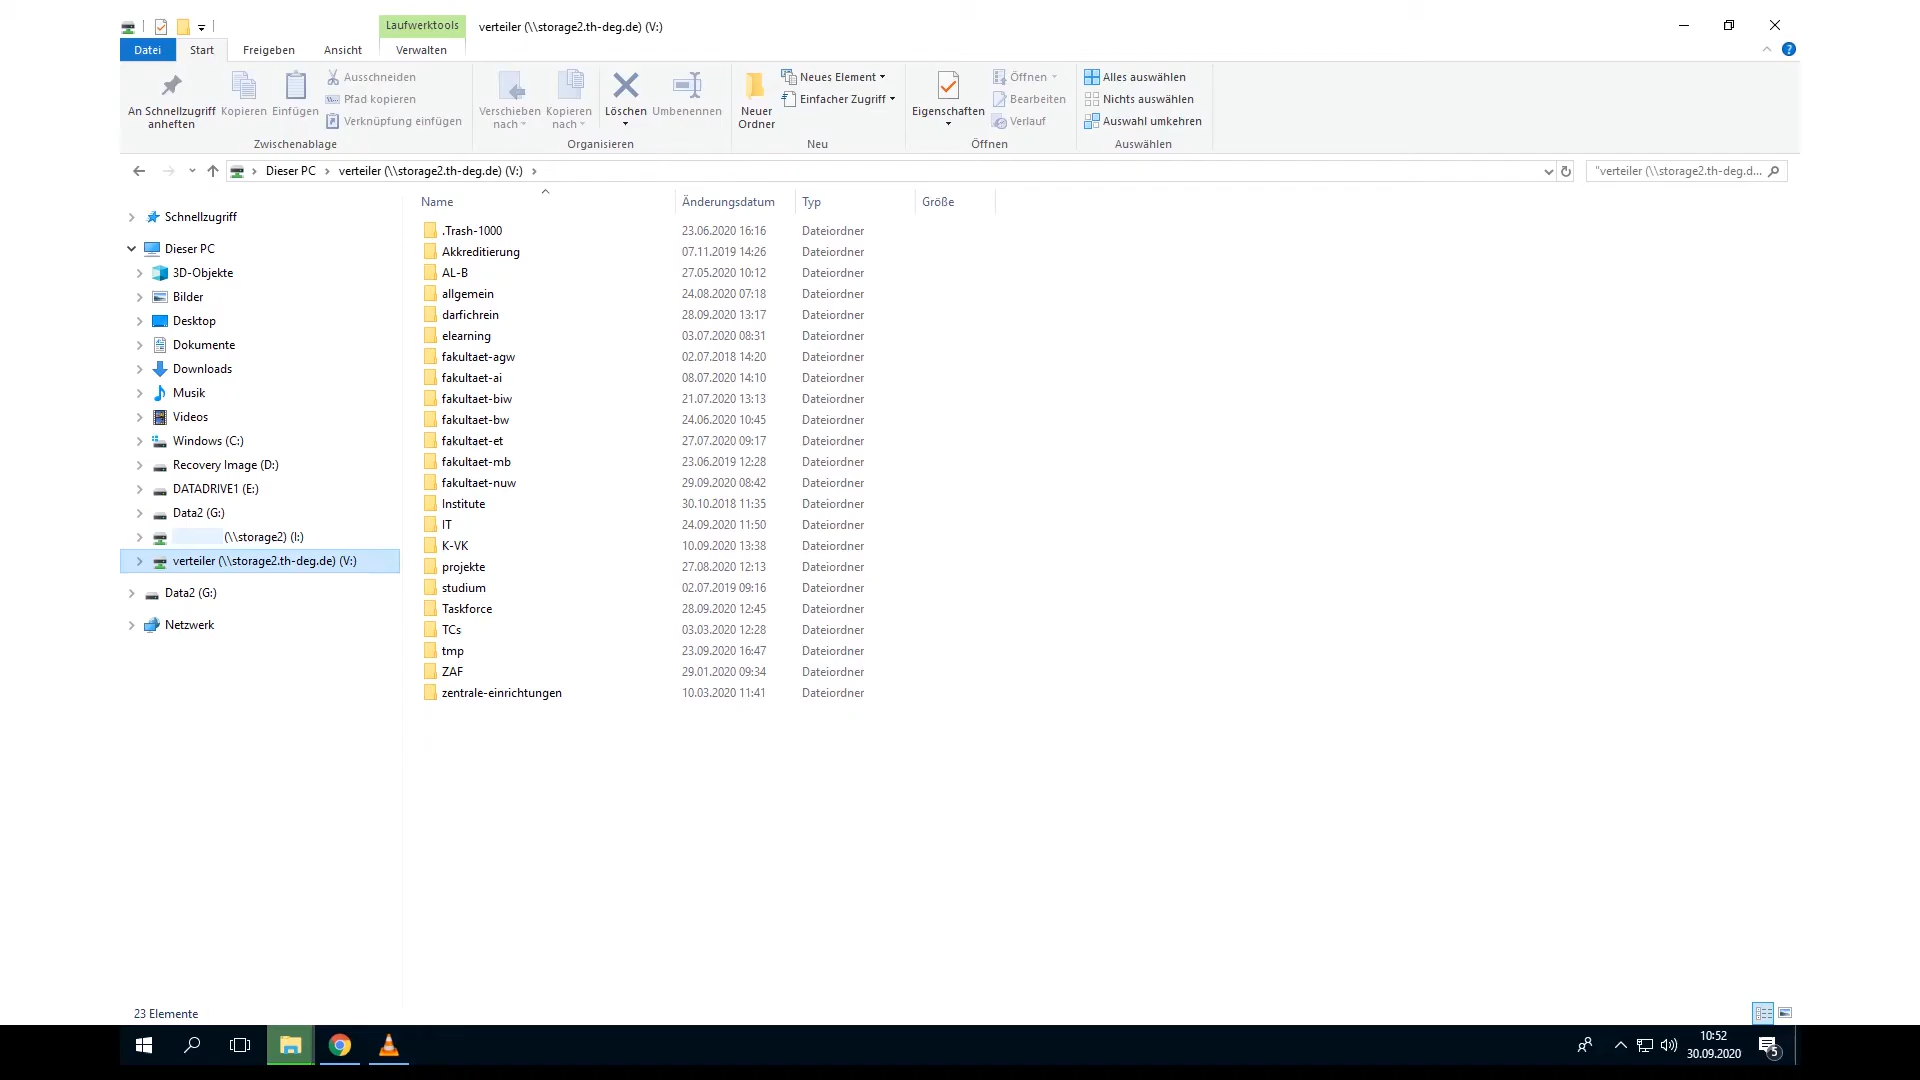 Laufwerktools
verteiler (\\storage2.th-deg.de) (V:)
Datei Start Freigeben Ansicht Verwalten
An Schnellzugriff anheften
Kopieren
Einfügen
Ausschneiden
Pfad kopieren
Verknüpfung einfügen
Zwischenablage
Verschieben nach
Kopieren nach
Löschen
Umbenennen
Organisieren
Neuer Ordner
Neues Element
Einfacher Zugriff
Neu
Eigenschaften
Öffnen
Bearbeiten
Verlauf
Öffnen
Alles auswählen
Nichts auswählen
Auswahl umkehren
Auswählen
Dieser PC › verteiler (\\storage2.th-deg.de) (V:) ›
"verteiler (\\storage2.th-deg.d...
Schnellzugriff
Dieser PC
3D-Objekte
Bilder
Desktop
Dokumente
Downloads
Musik
Videos
Windows (C:)
Recovery Image (D:)
DATADRIVE1 (E:)
Data2 (G:)
(\\storage2) (I:)
verteiler (\\storage2.th-deg.de) (V:)
Data2 (G:)
Netzwerk
Name Änderungsdatum Typ Größe
.Trash-1000 23.06.2020 16:16 Dateiordner
Akkreditierung 07.11.2019 14:26 Dateiordner
AL-B 27.05.2020 10:12 Dateiordner
allgemein 24.08.2020 07:18 Dateiordner
darfichrein 28.09.2020 13:17 Dateiordner
elearning 03.07.2020 08:31 Dateiordner
fakultaet-agw 02.07.2018 14:20 Dateiordner
fakultaet-ai 08.07.2020 14:10 Dateiordner
fakultaet-biw 21.07.2020 13:13 Dateiordner
fakultaet-bw 24.06.2020 10:45 Dateiordner
fakultaet-et 27.07.2020 09:17 Dateiordner
fakultaet-mb 23.06.2019 12:28 Dateiordner
fakultaet-nuw 29.09.2020 08:42 Dateiordner
Institute 30.10.2018 11:35 Dateiordner
IT 24.09.2020 11:50 Dateiordner
K-VK 10.09.2020 13:38 Dateiordner
projekte 27.08.2020 12:13 Dateiordner
studium 02.07.2019 09:16 Dateiordner
Taskforce 28.09.2020 12:45 Dateiordner
TCs 03.03.2020 12:28 Dateiordner
tmp 23.09.2020 16:47 Dateiordner
ZAF 29.01.2020 09:34 Dateiordner
zentrale-einrichtungen 10.03.2020 11:41 Dateiordner
23 Elemente
10:52
30.09.2020
5